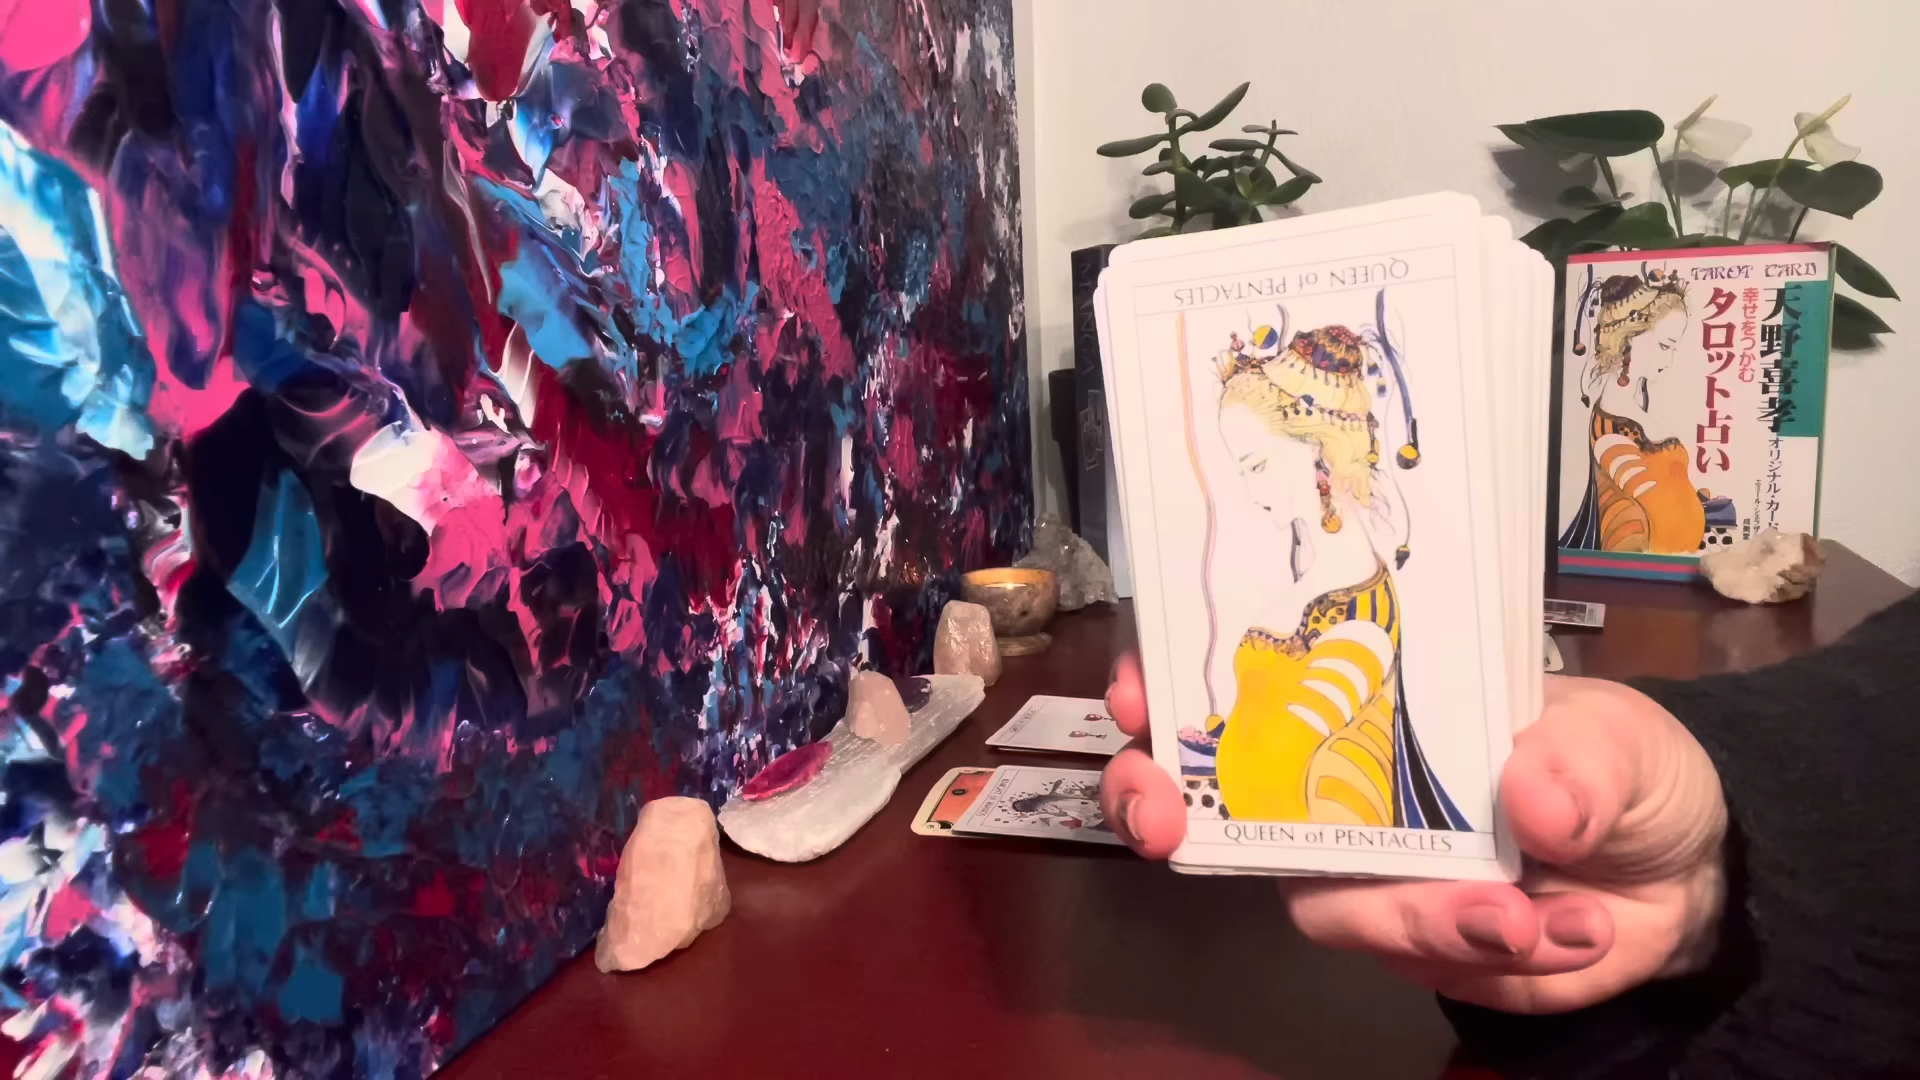 QUEEN of PENTACLES
QUEEN of PENTACLES
TAROT CARD
天野喜孝
幸せをつかむ
タロット占い
オリジナル・カード